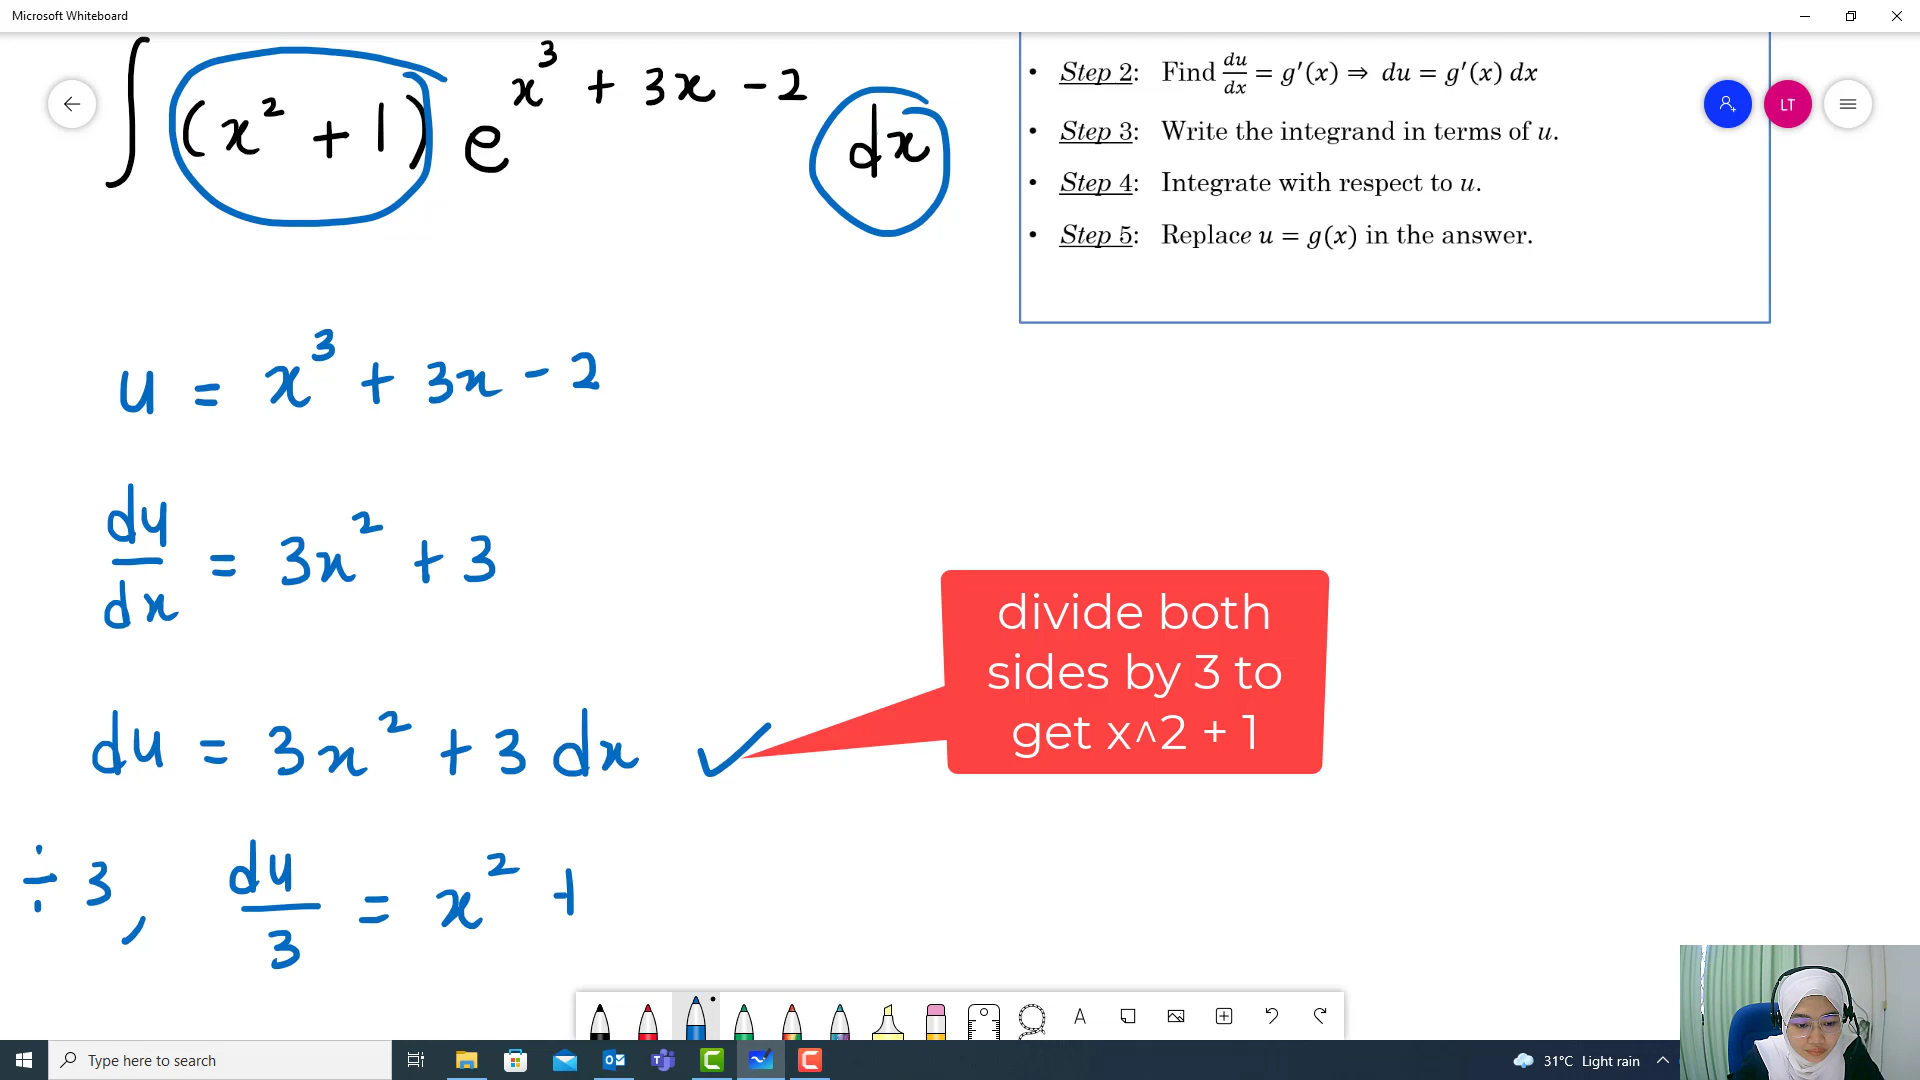 Microsoft Whiteboard
∫ (x² + 1) e^{x³ + 3x - 2} dx
• Step 2: Find du/dx = g′(x) ⇒ du = g′(x) dx
• Step 3: Write the integrand in terms of u.
• Step 4: Integrate with respect to u.
• Step 5: Replace u = g(x) in the answer.
LT
u = x³ + 3x - 2
du/dx = 3x² + 3
du = 3x² + 3 dx ✓
divide both
sides by 3 to
get x^2 + 1
÷ 3, du/3 = x² +
A
Type here to search
31°C Light rain